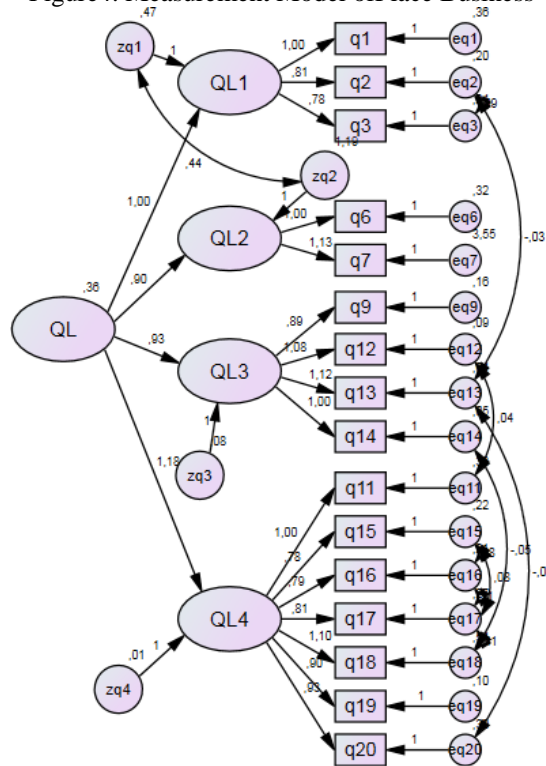 Figure7. Measurement Model onPlace Business
,47
,36
zq1
1
1,00
q1
1
eq1
,20
QL1
,81
q2
1
eq2
,78
q3
1
eq3
,44
1,19
zq2
1
1,00
,32
1,00
q6
1
eq6
QL2
3,55
-,03
1,13
q7
1
eq7
,90
,36
,16
QL
,93
,89
q9
1
eq9
,09
1,08
q12
1
eq12
QL3
1,12
q13
1
eq13
1,00
q14
1
eq14
,04
1
,08
1,18
zq3
1,00
q11
1
eq11
,22
,78
q15
1
eq15
,79
q16
1
eq16
-,05
,08
QL4
,81
q17
1
eq17
1,10
q18
1
eq18
,01
1
,90
,10
zq4
,93
q19
1
eq19
q20
1
eq20